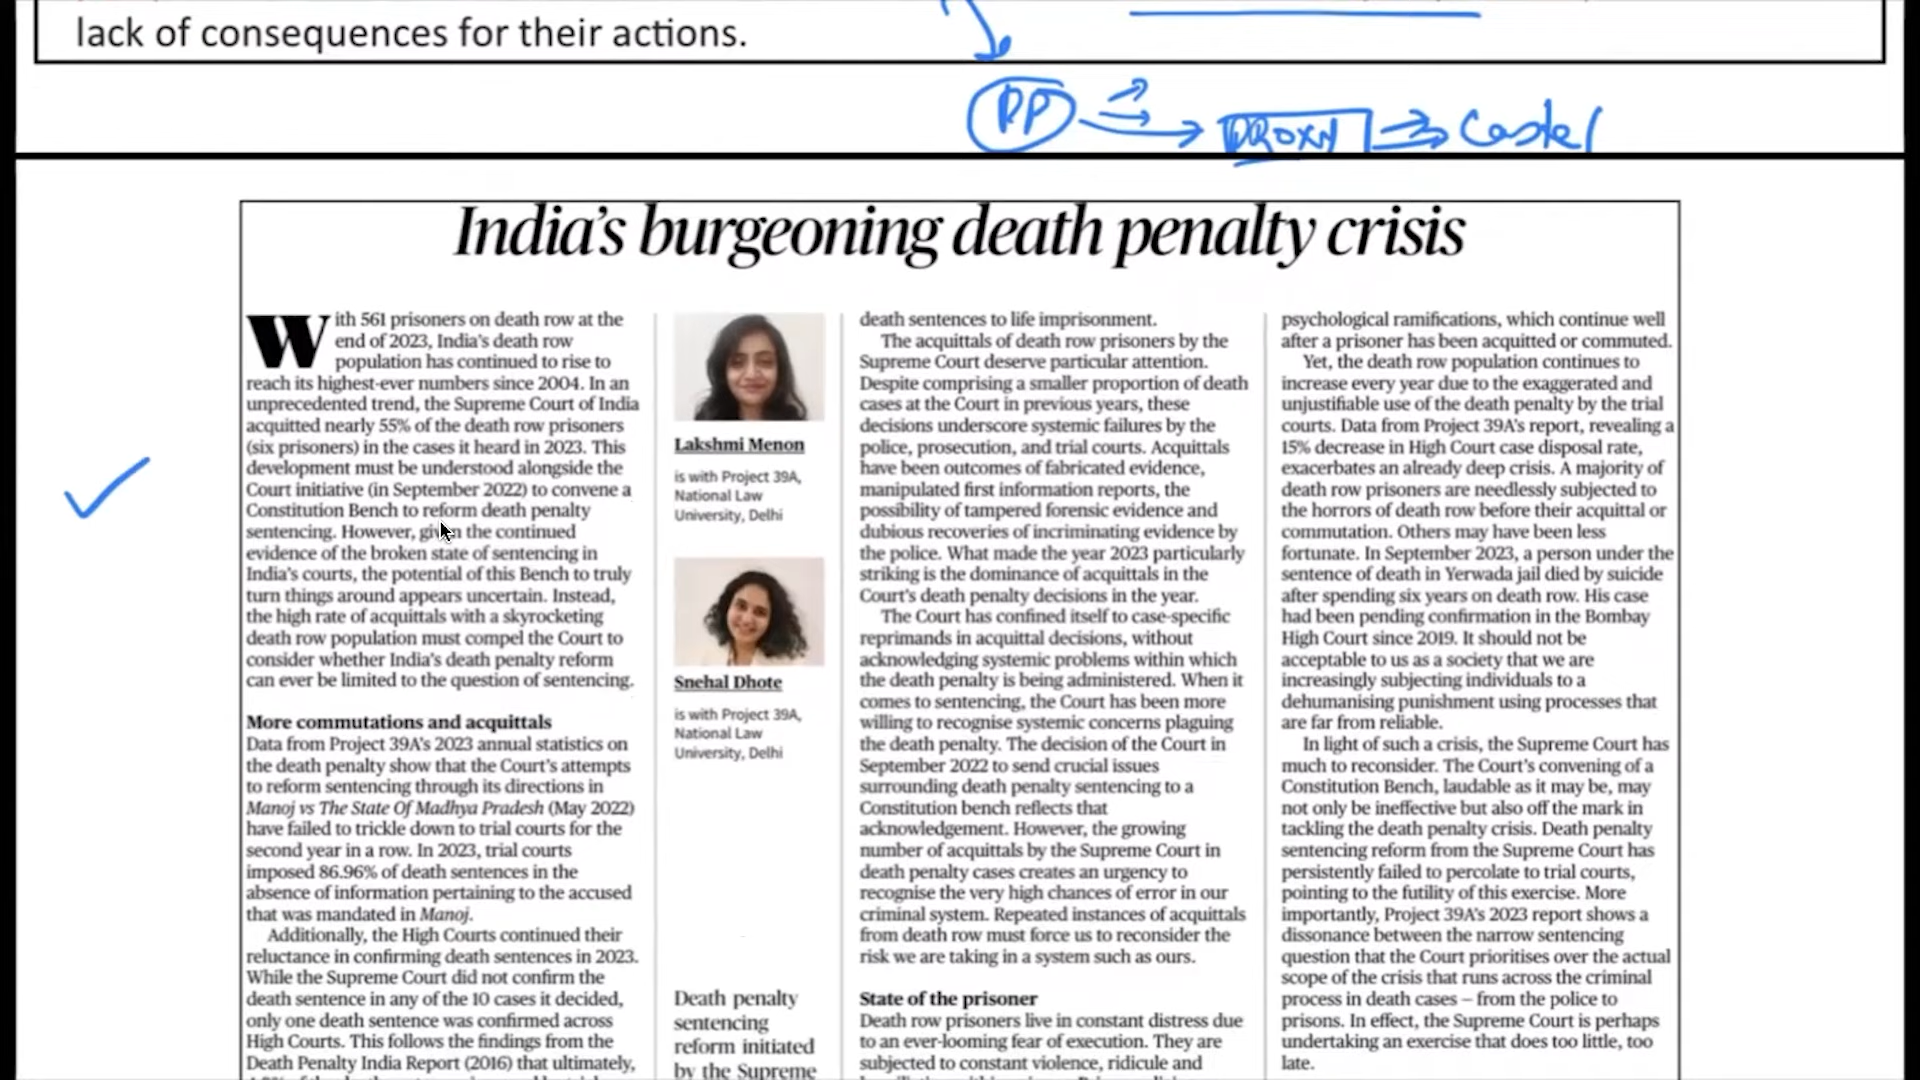 lack of consequences for their actions.
PP
PROXY
Caste
India's burgeoning death penalty crisis
With 561 prisoners on death row at the
end of 2023, India's death row
population has continued to rise to
reach its highest-ever numbers since 2004. In an
unprecedented trend, the Supreme Court of India
acquitted nearly 55% of the death row prisoners
(six prisoners) in the cases it heard in 2023. This
development must be understood alongside the
Court initiative (in September 2022) to convene a
Constitution Bench to reform death penalty
sentencing. However, given the continued
evidence of the broken state of sentencing in
India's courts, the potential of this Bench to truly
turn things around appears uncertain. Instead,
the high rate of acquittals with a skyrocketing
death row population must compel the Court to
consider whether India's death penalty reform
can ever be limited to the question of sentencing.
More commutations and acquittals
Data from Project 39A's 2023 annual statistics on
the death penalty show that the Court's attempts
to reform sentencing through its directions in
Manoj vs The State Of Madhya Pradesh (May 2022)
have failed to trickle down to trial courts for the
second year in a row. In 2023, trial courts
imposed 86.96% of death sentences in the
absence of information pertaining to the accused
that was mandated in Manoj.
Additionally, the High Courts continued their
reluctance in confirming death sentences in 2023.
While the Supreme Court did not confirm the
death sentence in any of the 10 cases it decided,
only one death sentence was confirmed across
High Courts. This follows the findings from the
Death Penalty India Report (2016) that ultimately,
Lakshmi Menon
is with Project 39A,
National Law
University, Delhi
Snehal Dhote
is with Project 39A,
National Law
University, Delhi
Death penalty
sentencing
reform initiated
by the Supreme
death sentences to life imprisonment.
The acquittals of death row prisoners by the
Supreme Court deserve particular attention.
Despite comprising a smaller proportion of death
cases at the Court in previous years, these
decisions underscore systemic failures by the
police, prosecution, and trial courts. Acquittals
have been outcomes of fabricated evidence,
manipulated first information reports, the
possibility of tampered forensic evidence and
dubious recoveries of incriminating evidence by
the police. What made the year 2023 particularly
striking is the dominance of acquittals in the
Court's death penalty decisions in the year.
The Court has confined itself to case-specific
reprimands in acquittal decisions, without
acknowledging systemic problems within which
the death penalty is being administered. When it
comes to sentencing, the Court has been more
willing to recognise systemic concerns plaguing
the death penalty. The decision of the Court in
September 2022 to send crucial issues
surrounding death penalty sentencing to a
Constitution bench reflects that
acknowledgement. However, the growing
number of acquittals by the Supreme Court in
death penalty cases creates an urgency to
recognise the very high chances of error in our
criminal system. Repeated instances of acquittals
from death row must force us to reconsider the
risk we are taking in a system such as ours.
State of the prisoner
Death row prisoners live in constant distress due
to an ever-looming fear of execution. They are
subjected to constant violence, ridicule and
psychological ramifications, which continue well
after a prisoner has been acquitted or commuted.
Yet, the death row population continues to
increase every year due to the exaggerated and
unjustifiable use of the death penalty by the trial
courts. Data from Project 39A's report, revealing a
15% decrease in High Court case disposal rate,
exacerbates an already deep crisis. A majority of
death row prisoners are needlessly subjected to
the horrors of death row before their acquittal or
commutation. Others may have been less
fortunate. In September 2023, a person under the
sentence of death in Yerwada jail died by suicide
after spending six years on death row. His case
had been pending confirmation in the Bombay
High Court since 2019. It should not be
acceptable to us as a society that we are
increasingly subjecting individuals to a
dehumanising punishment using processes that
are far from reliable.
In light of such a crisis, the Supreme Court has
much to reconsider. The Court's convening of a
Constitution Bench, laudable as it may be, may
not only be ineffective but also off the mark in
tackling the death penalty crisis. Death penalty
sentencing reform from the Supreme Court has
persistently failed to percolate to trial courts,
pointing to the futility of this exercise. More
importantly, Project 39A's 2023 report shows a
dissonance between the narrow sentencing
question that the Court prioritises over the actual
scope of the crisis that runs across the criminal
process in death cases – from the police to
prisons. In effect, the Supreme Court is perhaps
undertaking an exercise that does too little, too
late.